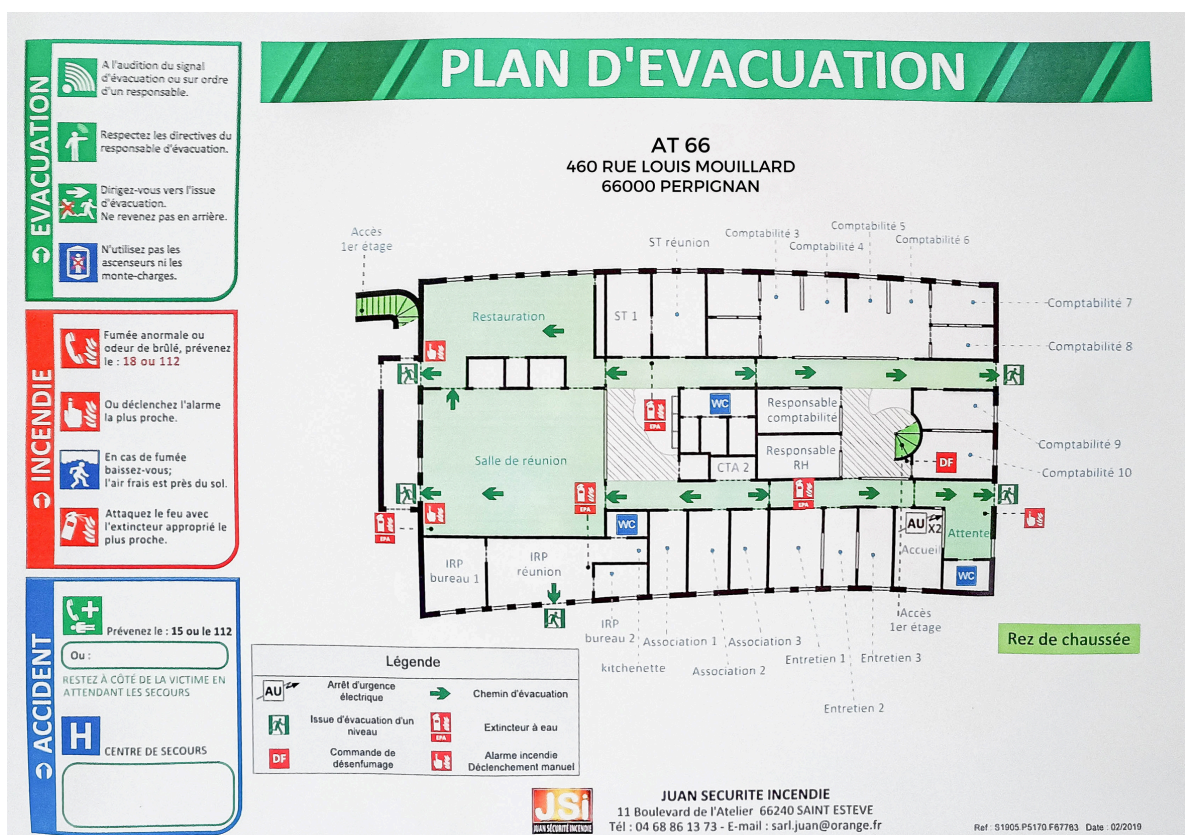 PLAN D'EVACUATION
AT 66
460 RUE LOUIS MOUILLARD
66000 PERPIGNAN
EVACUATION
A l'audition du signal
d'évacuation ou sur ordre
d'un responsable.
Respectez les directives du
responsable d'évacuation.
Dirigez-vous vers l'issue
d'évacuation.
Ne revenez pas en arrière.
N'utilisez pas les
ascenseurs ni les
monte-charges.
INCENDIE
Fumée anormale ou
odeur de brûlé, prévenez
le : 18 ou 112
Ou déclenchez l'alarme
la plus proche.
En cas de fumée
baissez-vous;
l'air frais est près du sol.
Attaquez le feu avec
l'extincteur approprié le
plus proche.
ACCIDENT
Prévenez le : 15 ou le 112
Ou :
RESTEZ À CÔTÉ DE LA VICTIME EN
ATTENDANT LES SECOURS
H
CENTRE DE SECOURS
Accès
1er étage
ST réunion
Comptabilité 3
Comptabilité 4
Comptabilité 5
Comptabilité 6
Comptabilité 7
Comptabilité 8
Restauration
ST 1
WC
Responsable
comptabilité
EPA
Comptabilité 9
Salle de réunion
CTA 2
Responsable
RH
DF
Comptabilité 10
EPA
EPA
EPA
WC
AU
X2
Attente
Accueil
IRP
bureau 1
IRP
réunion
WC
IRP
bureau 2
kitchenette
Association 1
Association 2
Association 3
Entretien 1
Entretien 2
Entretien 3
Accès
1er étage
Rez de chaussée
Légende
AU
Arrêt d'urgence
électrique
Chemin d'évacuation
Issue d'évacuation d'un
niveau
EPA
Extincteur à eau
DF
Commande de
désenfumage
Alarme incendie
Déclenchement manuel
JSi
JUAN SÉCURITÉ INCENDIE
JUAN SECURITE INCENDIE
11 Boulevard de l'Atelier 66240 SAINT ESTEVE
Tél : 04 68 86 13 73 - E-mail : sarl.juan@orange.fr
Ref : S1905.P5170.F67763 Date : 02/2019